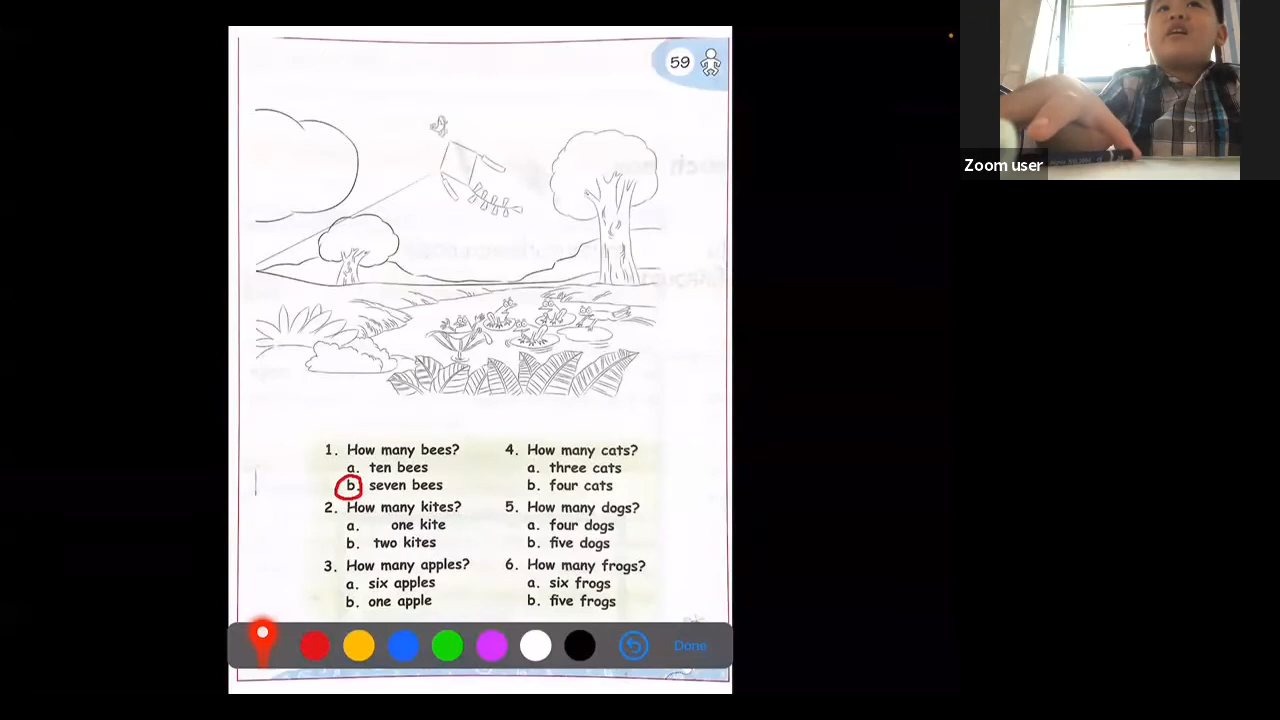 59
Zoom user
1. How many bees?
a. ten bees
b. seven bees
2. How many kites?
a. one kite
b. two kites
3. How many apples?
a. six apples
b. one apple
4. How many cats?
a. three cats
b. four cats
5. How many dogs?
a. four dogs
b. five dogs
6. How many frogs?
a. six frogs
b. five frogs
Done